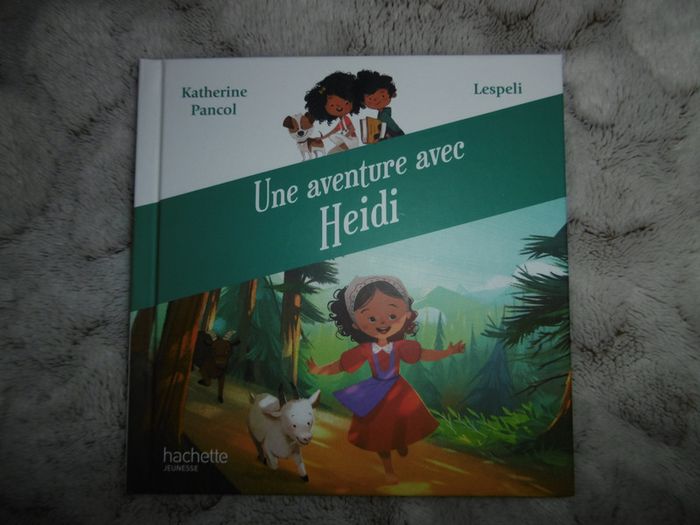 Katherine
Pancol
Lespeli
Une aventure avec
Heidi
hachette
JEUNESSE